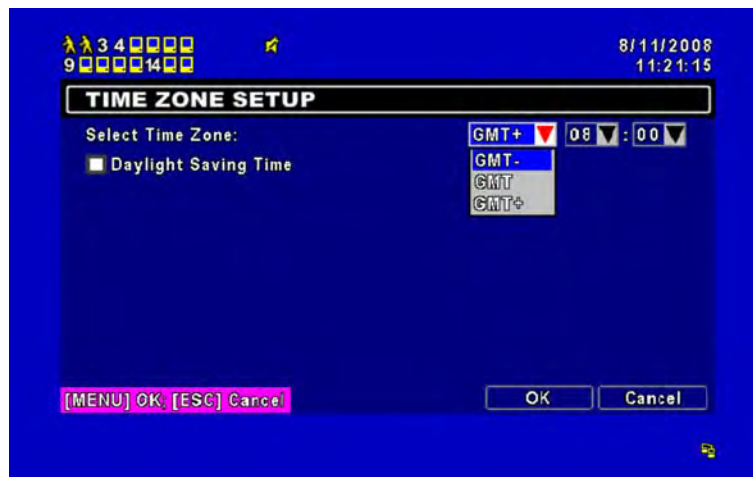 3 4
8/11/2008
9 14
11:21:15
TIME ZONE SETUP
Select Time Zone:
GMT+ 08 : 00
Daylight Saving Time
GMT-
GMT
GMT+
[MENU] OK, [ESC] Cancel
OK
Cancel